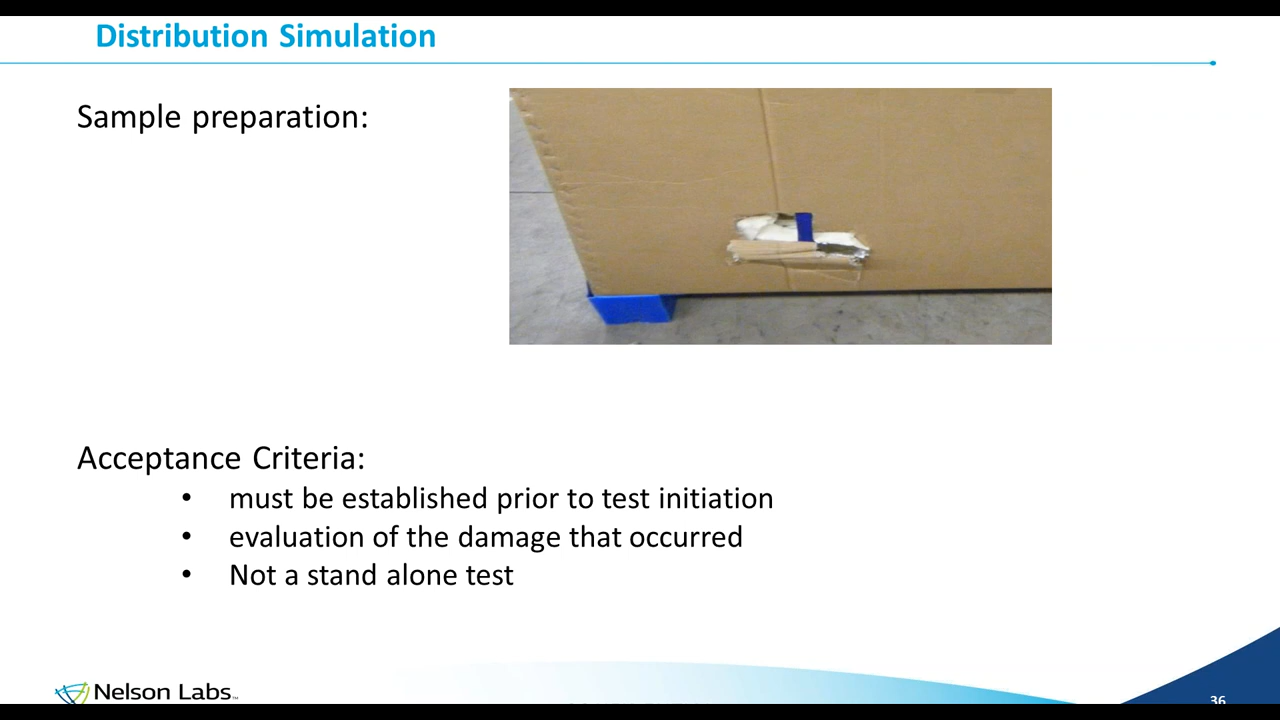 Distribution Simulation
Sample preparation:
Acceptance Criteria:
• must be established prior to test initiation
• evaluation of the damage that occurred
• Not a stand alone test
Nelson Labs™
36